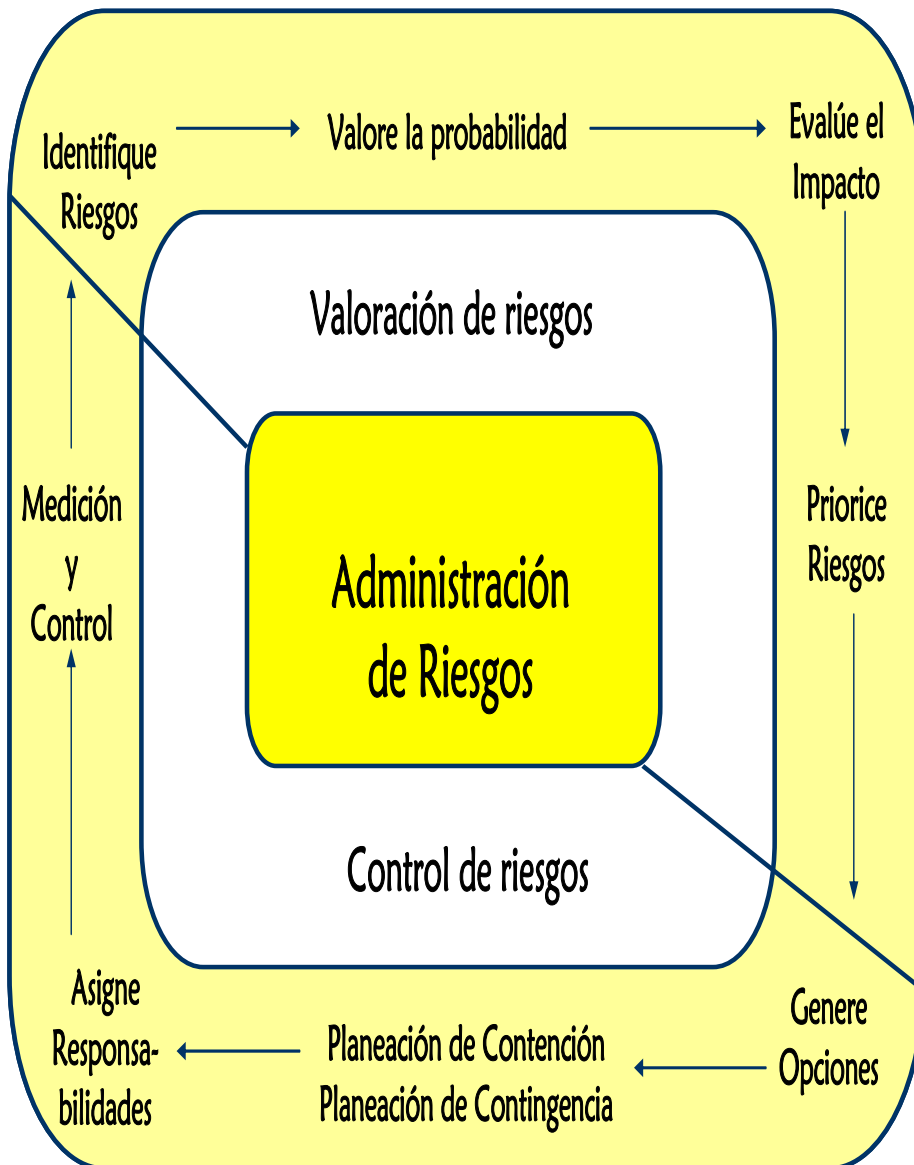 Identifique
Riesgos
Valore la probabilidad
Evalúe el
Impacto
Valoración de riesgos
Priorice
Riesgos
Medición
y
Control
Administración
de Riesgos
Control de riesgos
Genere
Opciones
Planeación de Contención
Planeación de Contingencia
Asigne
Responsa-
bilidades